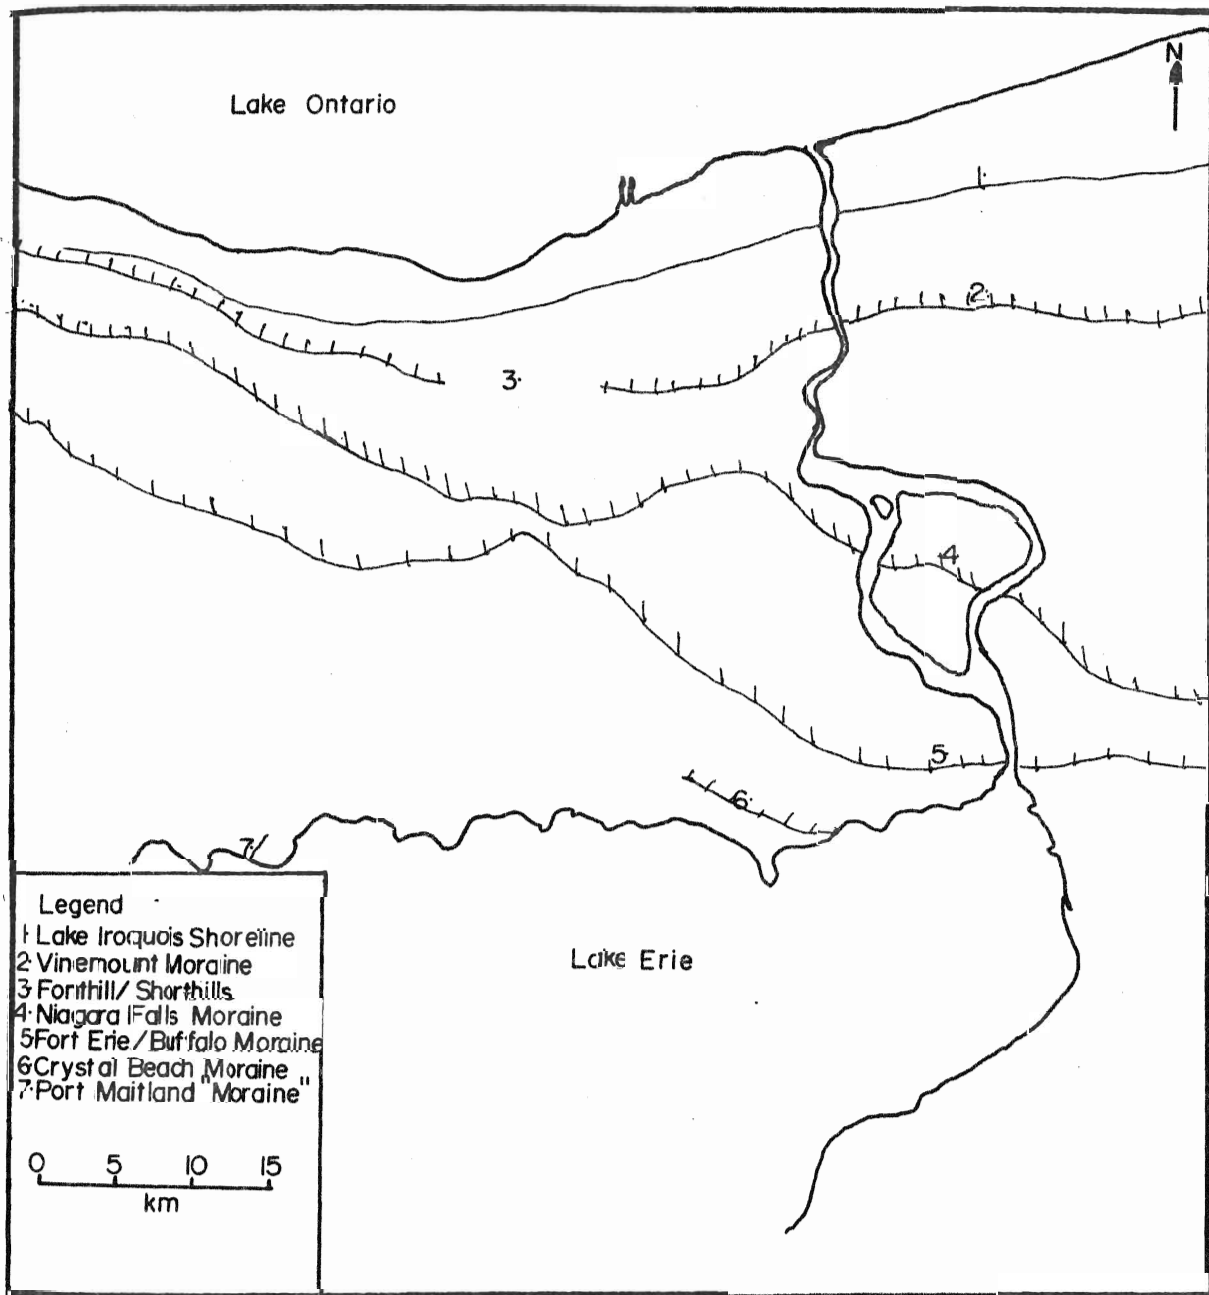 N
Lake Ontario
1.
2.
3.
4
5.
6.
7.
Lake Erie
Legend
1 Lake Iroquois Shoreline
2. Vinemount Moraine
3. Fonthill/ Shorthills
4. Niagara Falls Moraine
5 Fort Erie/Buffalo Moraine
6 Crystal Beach Moraine
7. Port Maitland "Moraine"
0 5 10 15
km